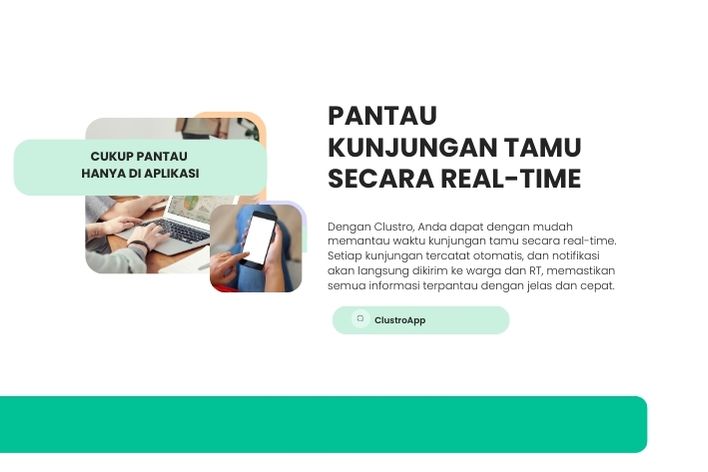 CUKUP PANTAU
HANYA DI APLIKASI
PANTAU
KUNJUNGAN TAMU
SECARA REAL-TIME
Dengan Clustro, Anda dapat dengan mudah
memantau waktu kunjungan tamu secara real-time.
Setiap kunjungan tercatat otomatis, dan notifikasi
akan langsung dikirim ke warga dan RT, memastikan
semua informasi terpantau dengan jelas dan cepat.
ClustroApp